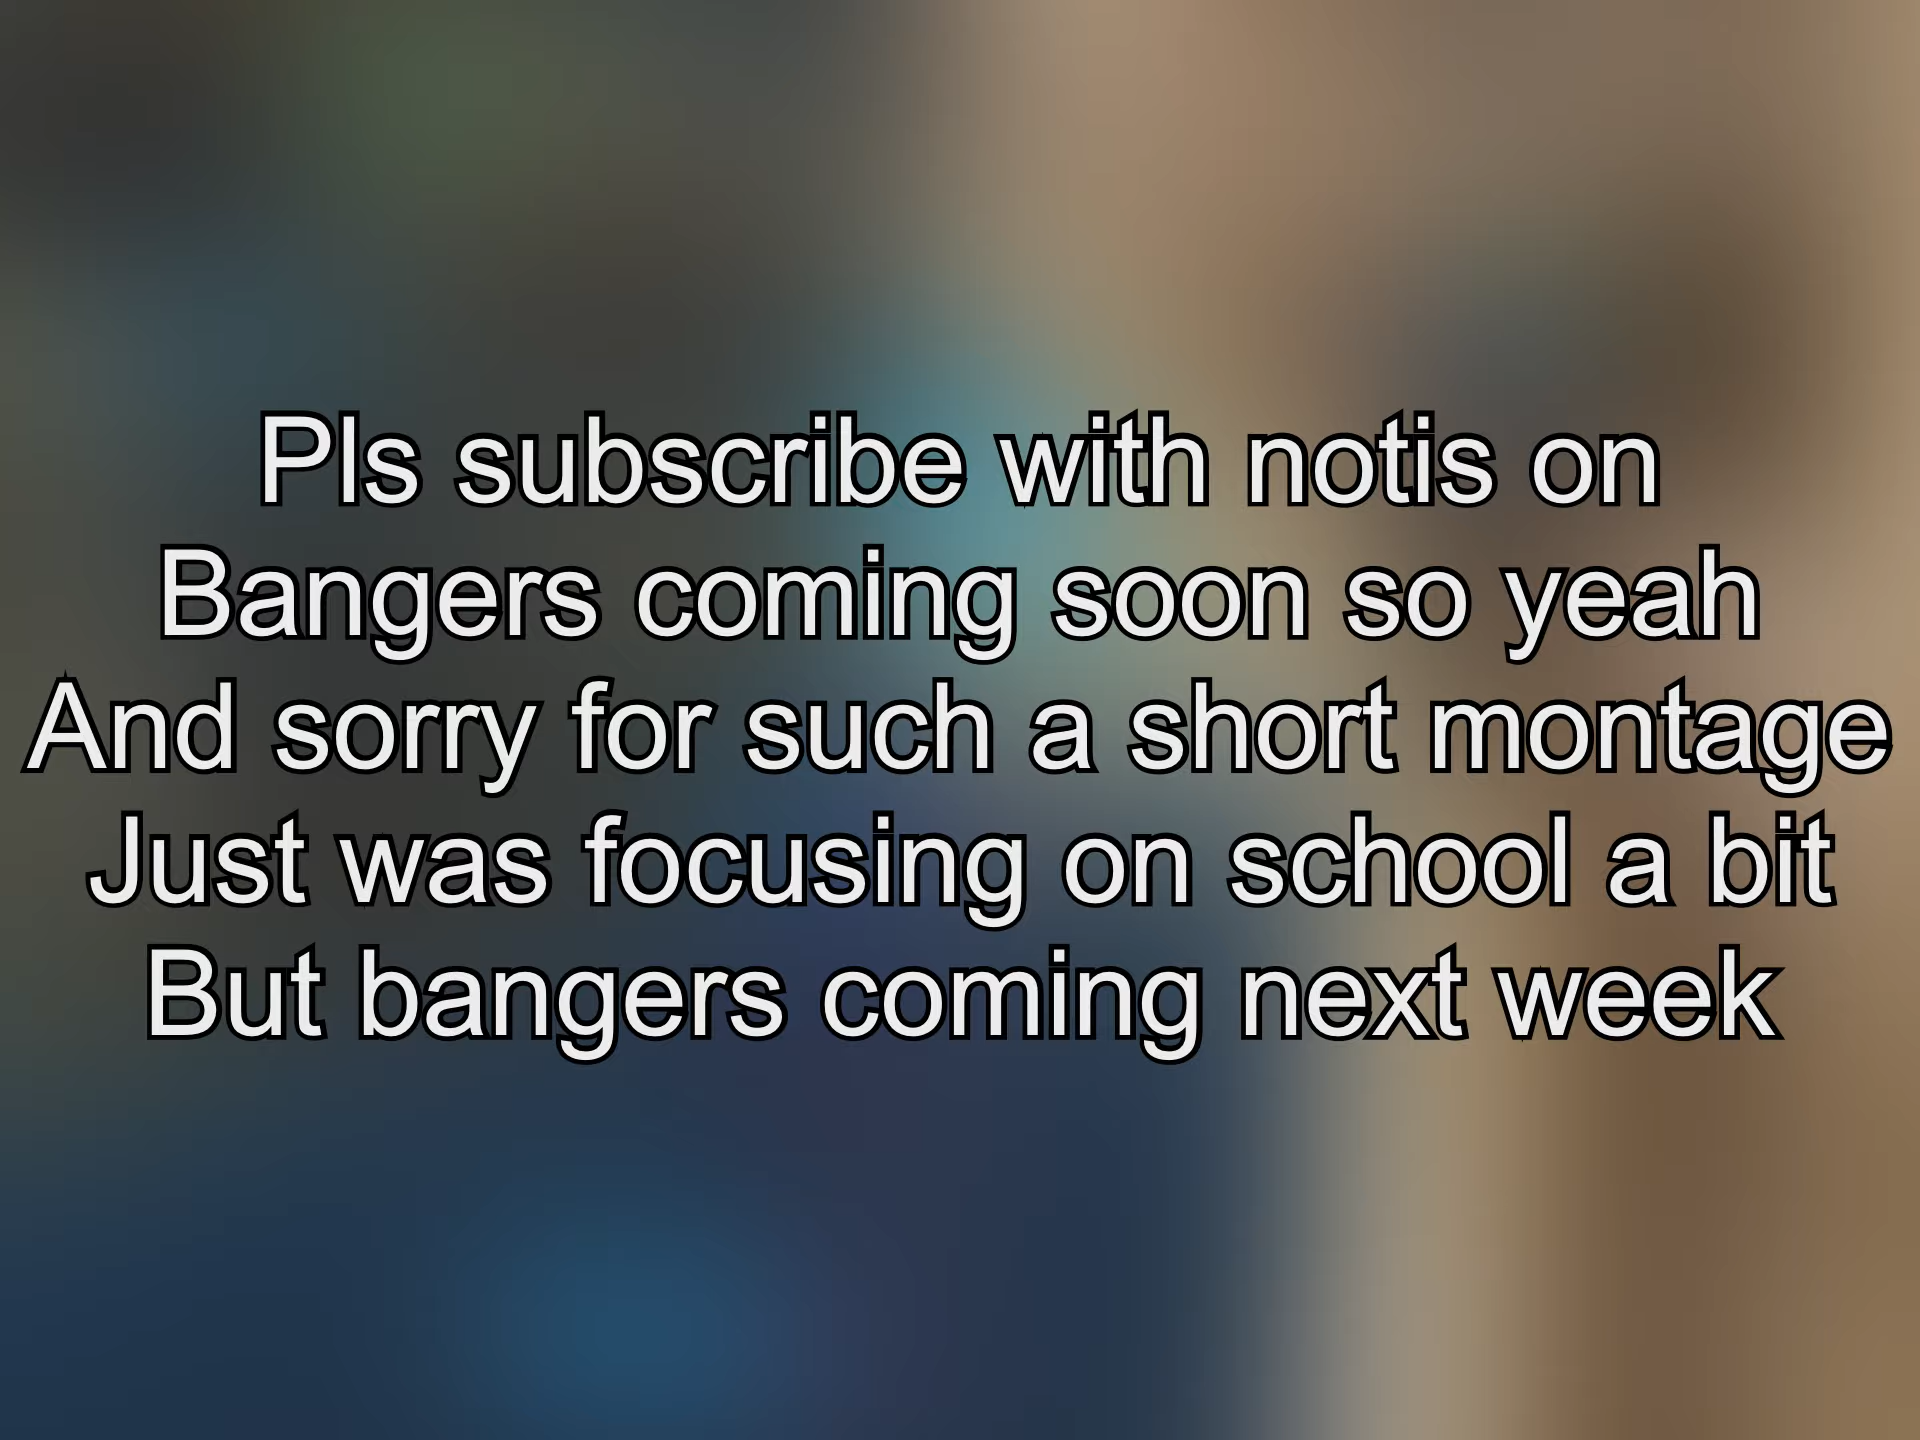 Pls subscribe with notis on
Bangers coming soon so yeah
And sorry for such a short montage
Just was focusing on school a bit
But bangers coming next week